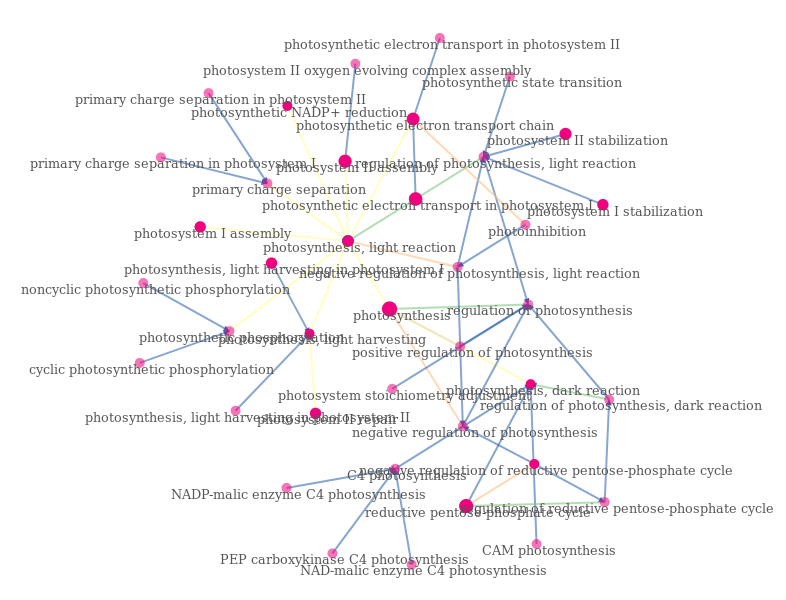 photosynthetic electron transport in photosystem II
photosystem II oxygen evolving complex assembly
photosynthetic state transition
primary charge separation in photosystem II
photosynthetic NADP+ reduction
photosynthetic electron transport chain
photosystem II stabilization
primary charge separation in photosystem I
photosystem II assembly
regulation of photosynthesis, light reaction
primary charge separation
photosynthetic electron transport in photosystem I
photosystem I stabilization
photosystem I assembly
photoinhibition
photosynthesis, light reaction
photosynthesis, light harvesting in photosystem I
negative regulation of photosynthesis, light reaction
noncyclic photosynthetic phosphorylation
photosynthesis
regulation of photosynthesis
photosynthetic phosphorylation
photosynthesis, light harvesting
positive regulation of photosynthesis
cyclic photosynthetic phosphorylation
photosystem stoichiometry adjustment
photosynthesis, dark reaction
regulation of photosynthesis, dark reaction
photosynthesis, light harvesting in photosystem II
photosystem II repair
negative regulation of photosynthesis
C4 photosynthesis
negative regulation of reductive pentose-phosphate cycle
NADP-malic enzyme C4 photosynthesis
reductive pentose-phosphate cycle
regulation of reductive pentose-phosphate cycle
CAM photosynthesis
PEP carboxykinase C4 photosynthesis
NAD-malic enzyme C4 photosynthesis